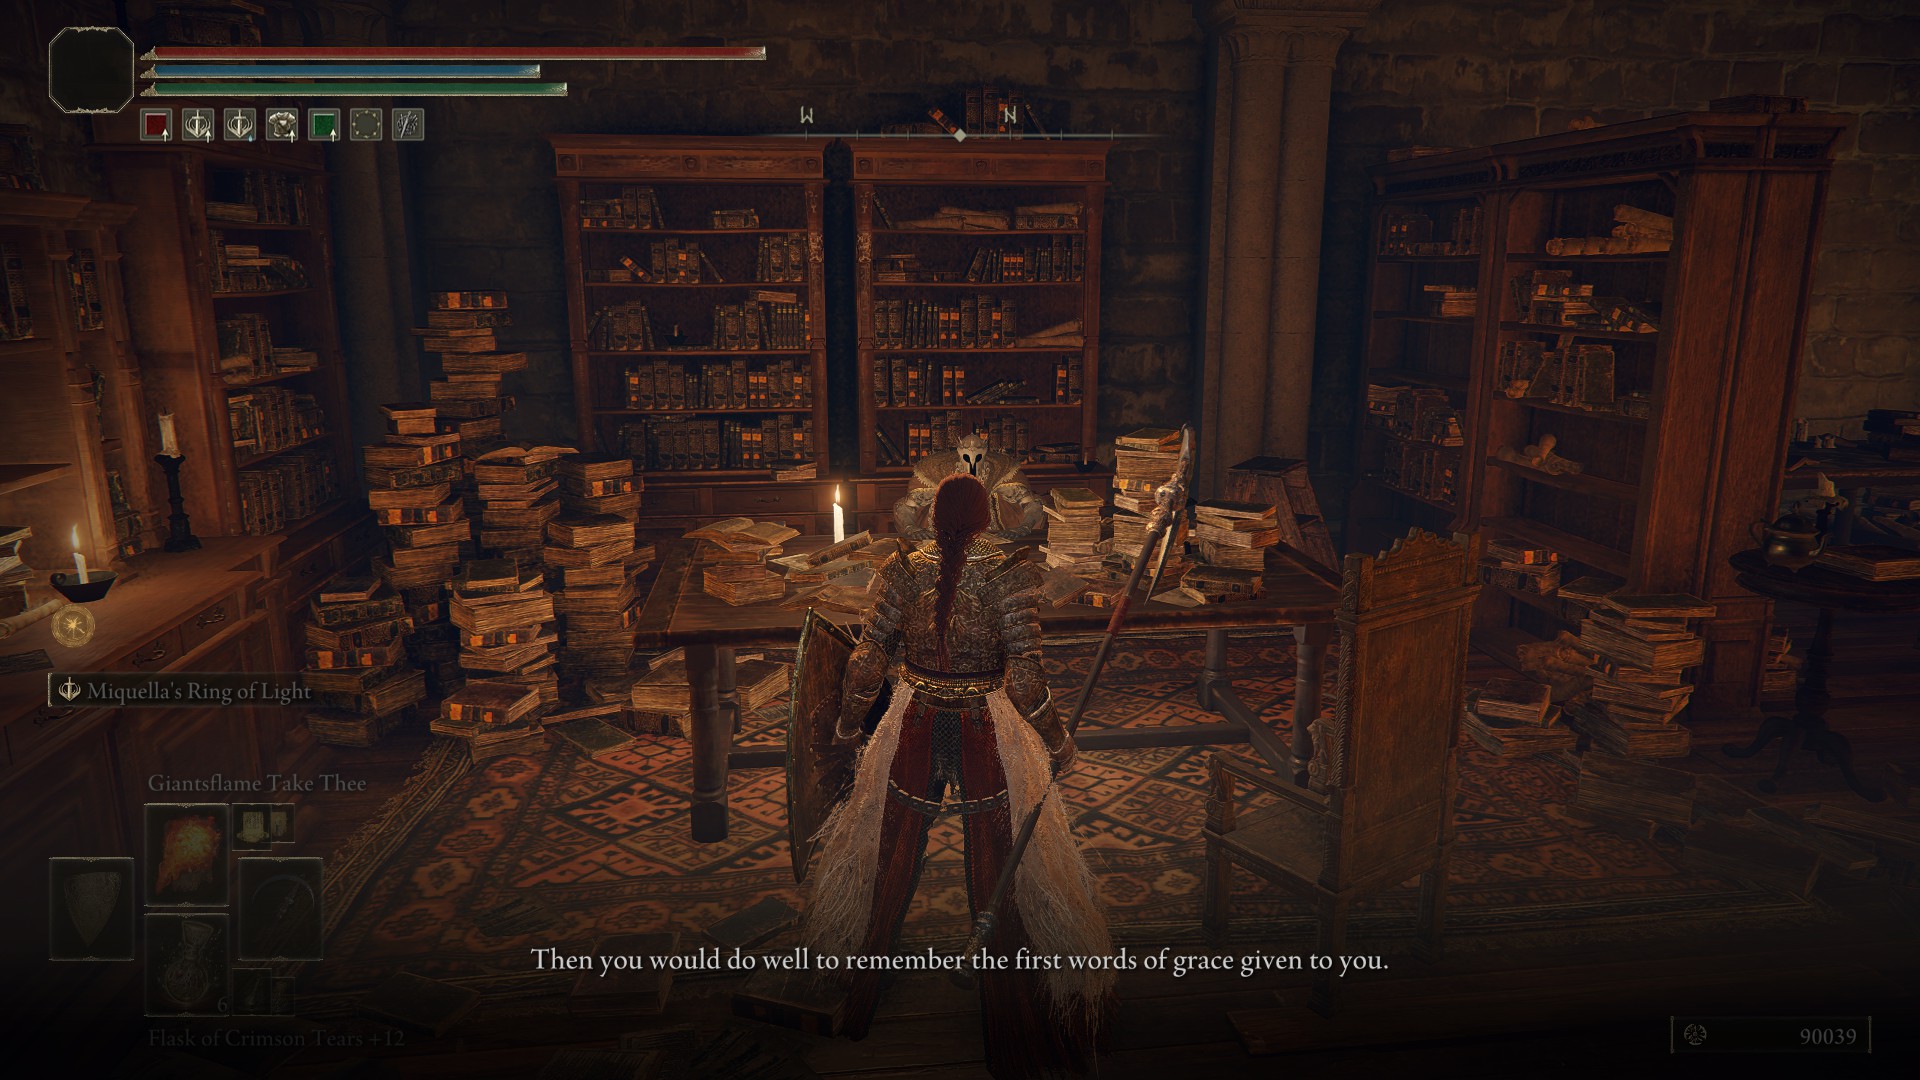 W
N
Miquella's Ring of Light
Giantsflame Take Thee
Then you would do well to remember the first words of grace given to you.
6
Flask of Crimson Tears +12
90039